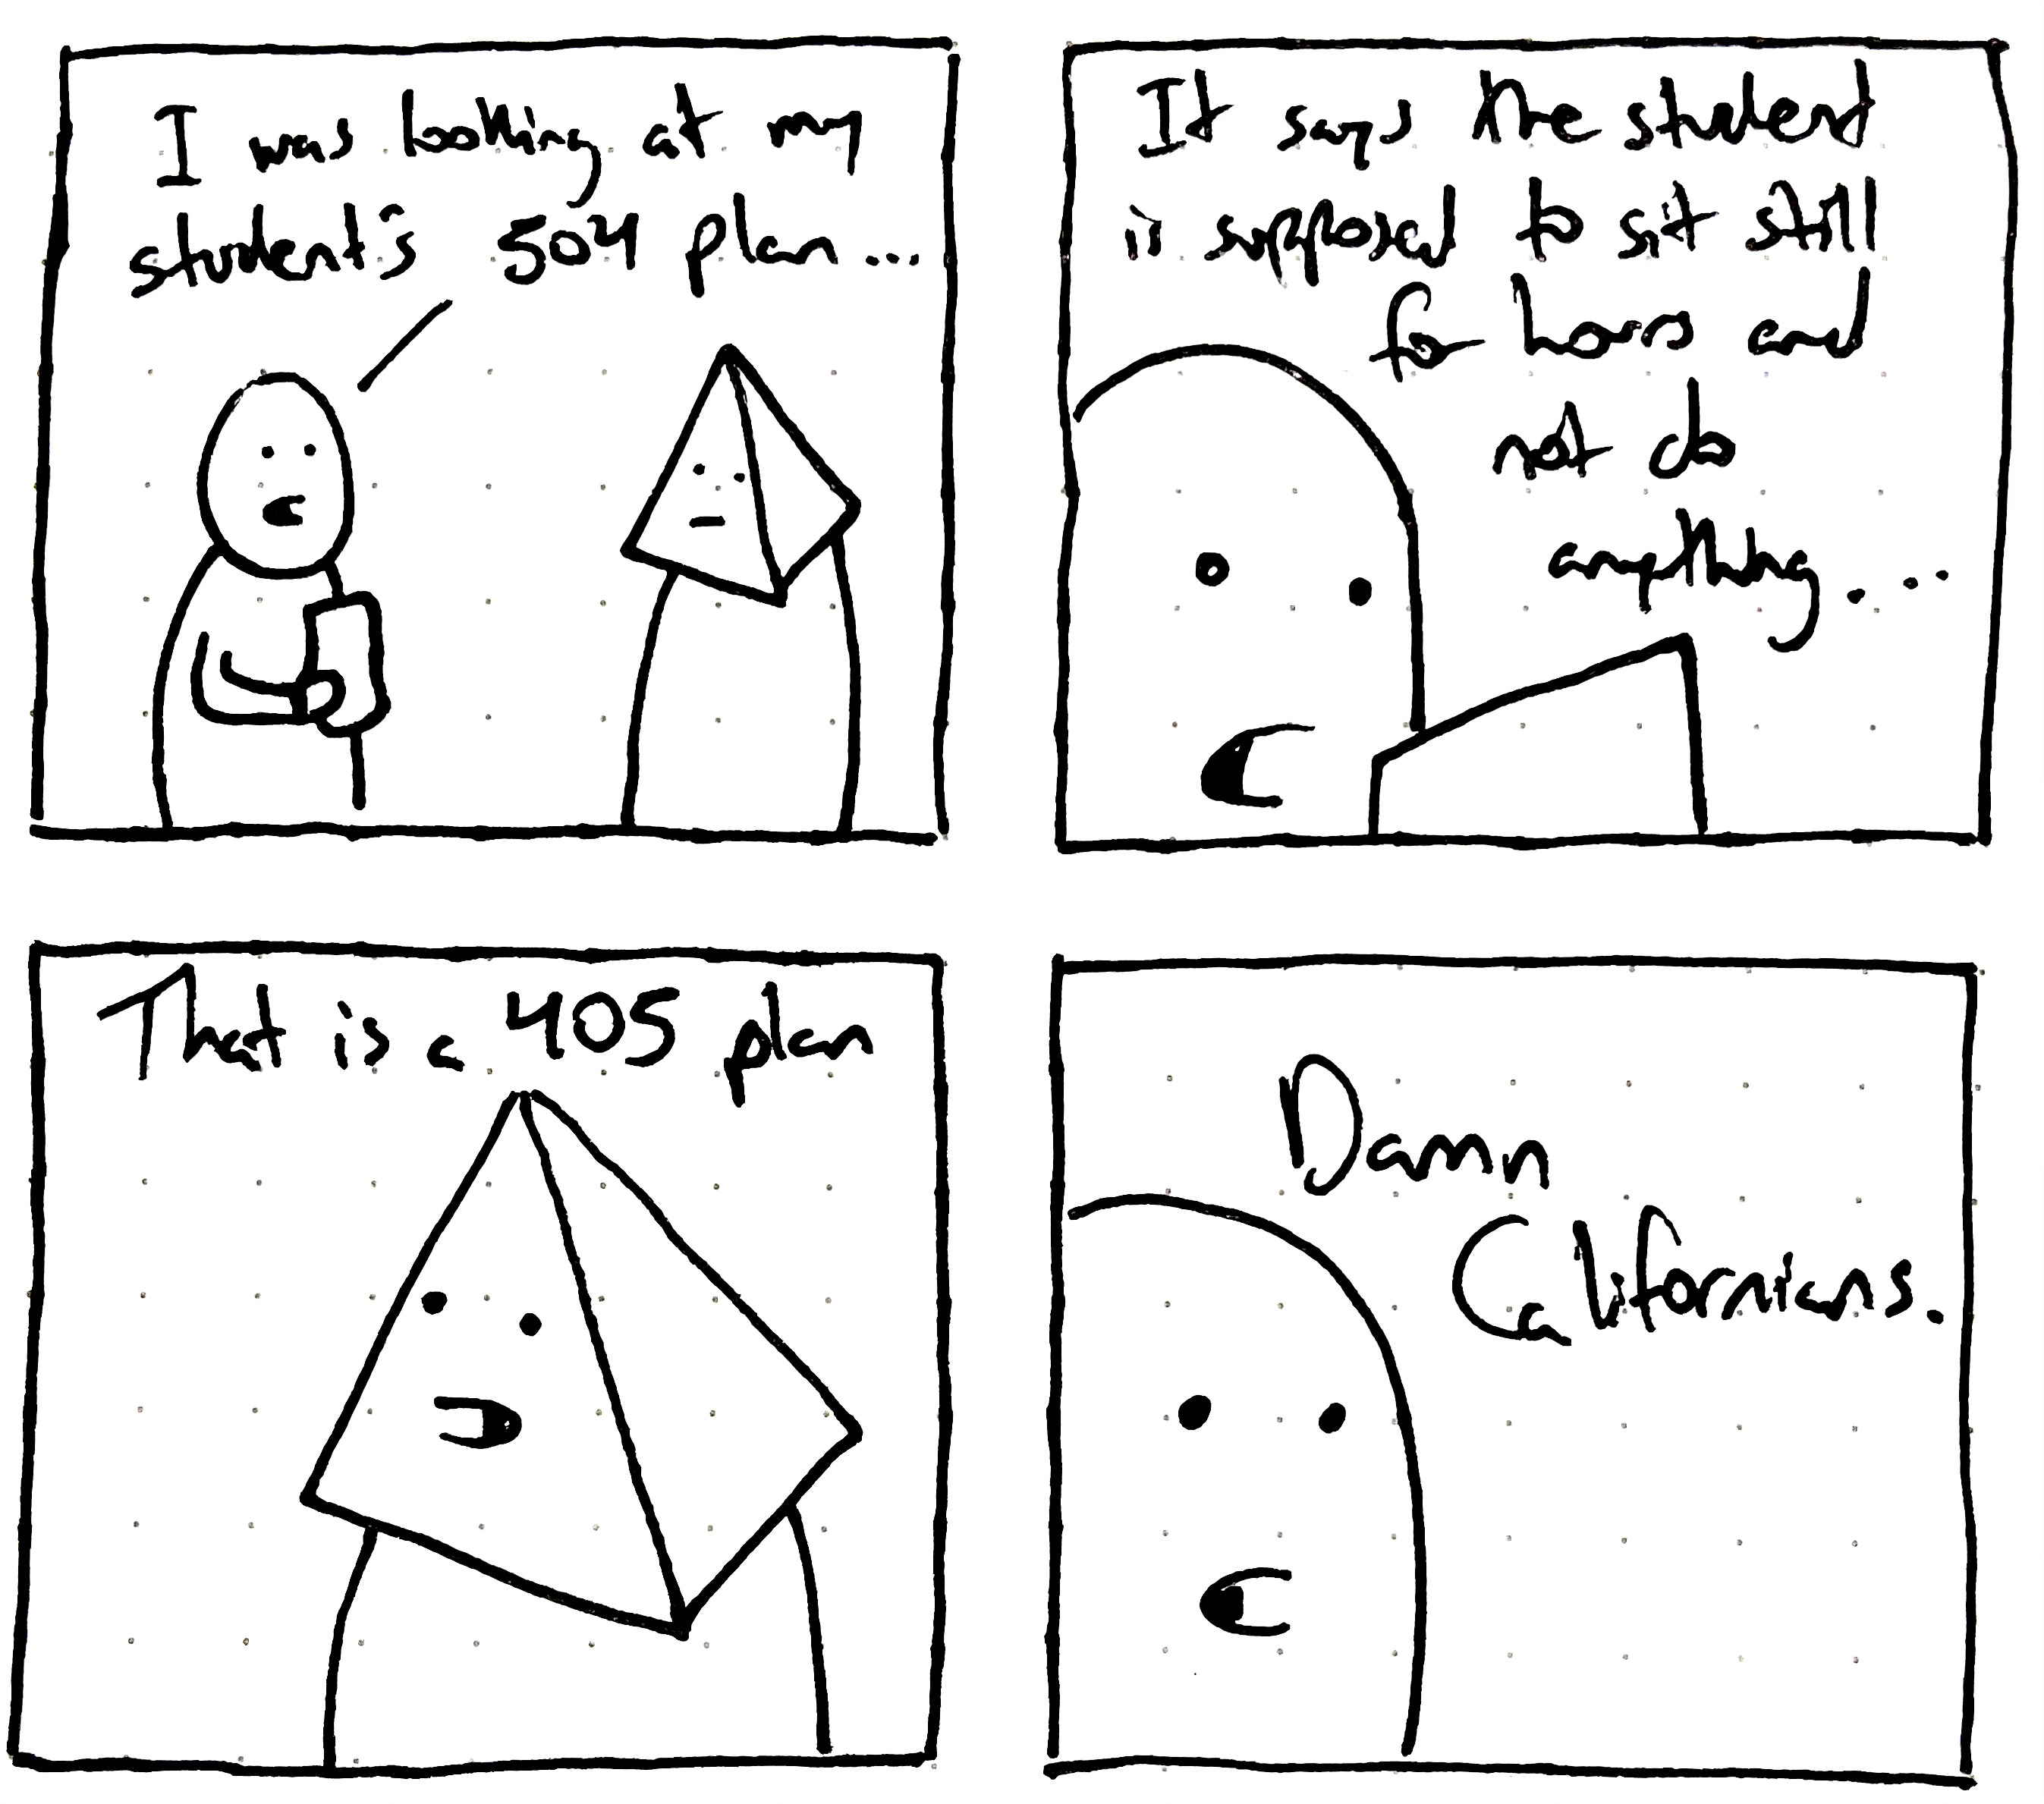 I was looking at my
student's 504 plan...
It says the student
is supposed to sit still
for hours and
not do
anything...
That is a 405 plan
Damn
Californians.